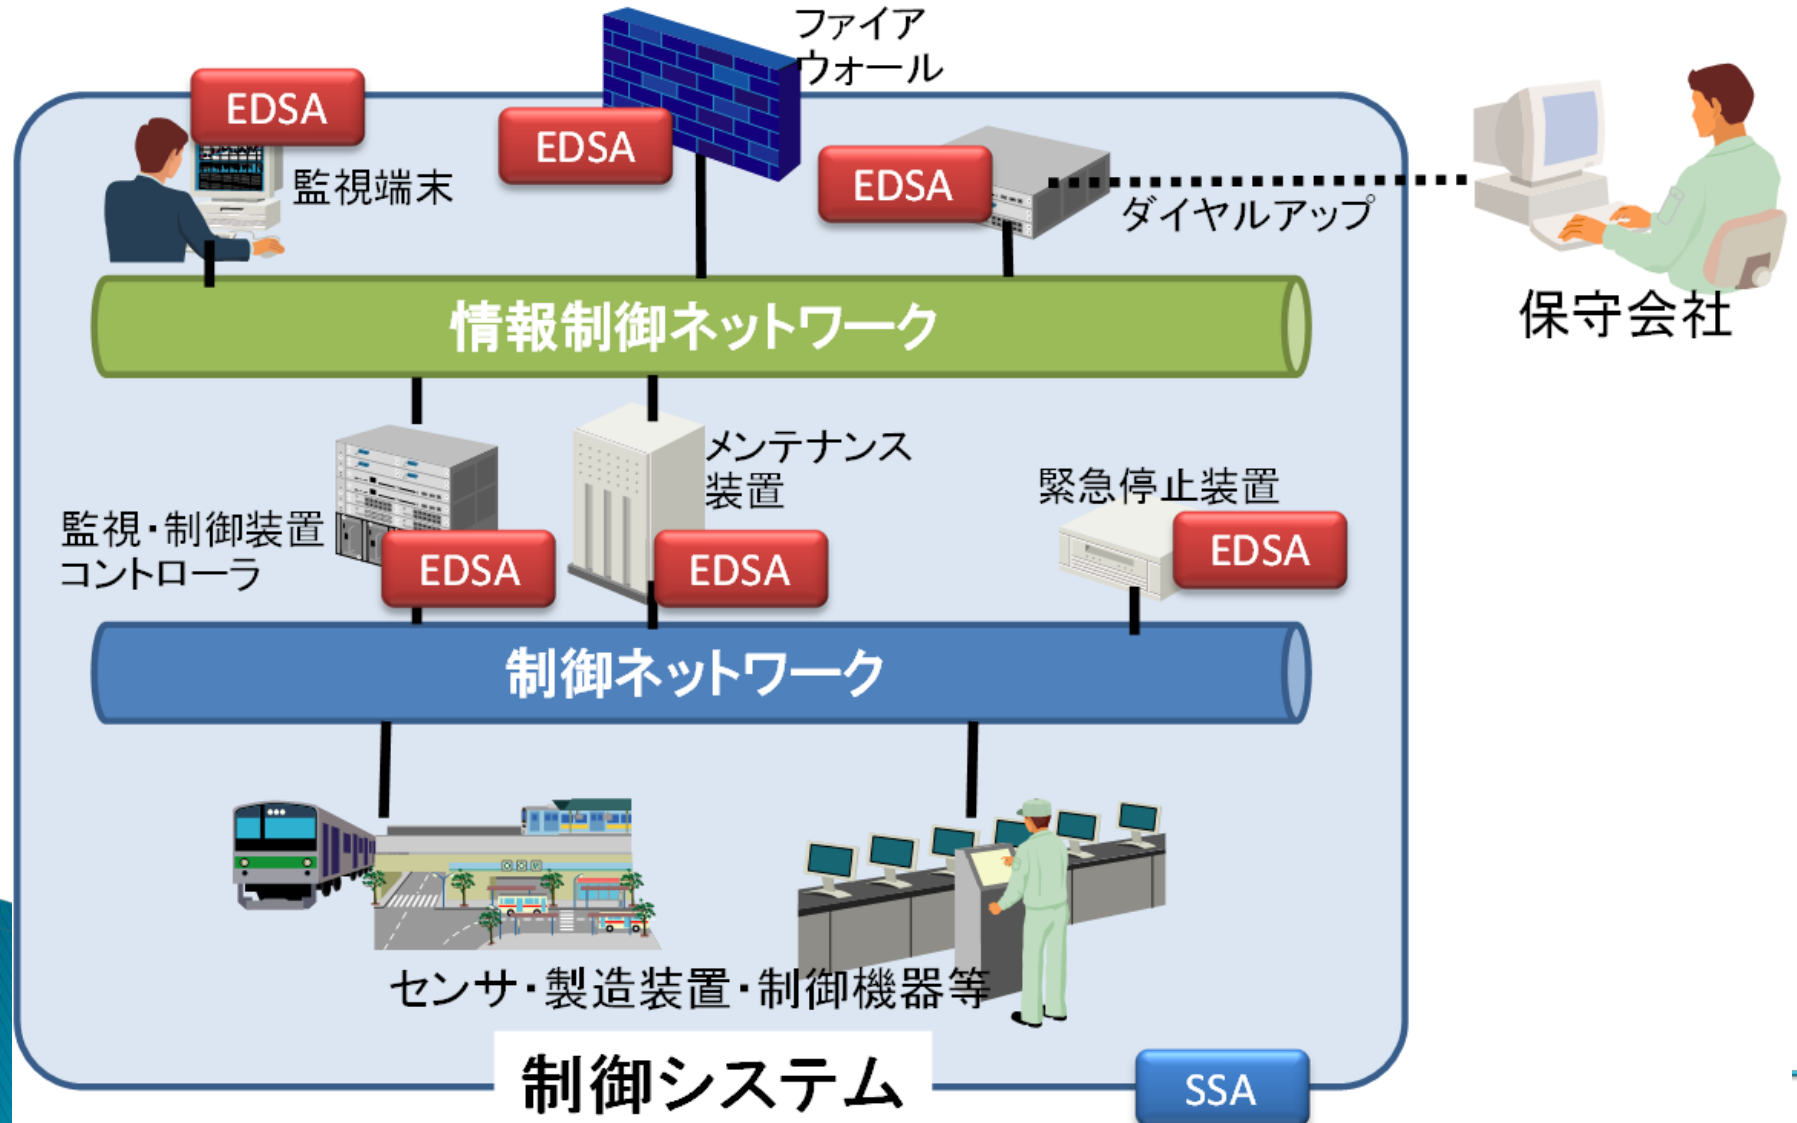 ファイア
ウォール
EDSA
EDSA
EDSA
監視端末
ダイヤルアップ
保守会社
情報制御ネットワーク
メンテナンス
装置
緊急停止装置
監視・制御装置
コントローラ
EDSA
EDSA
EDSA
制御ネットワーク
センサ・製造装置・制御機器等
制御システム
SSA